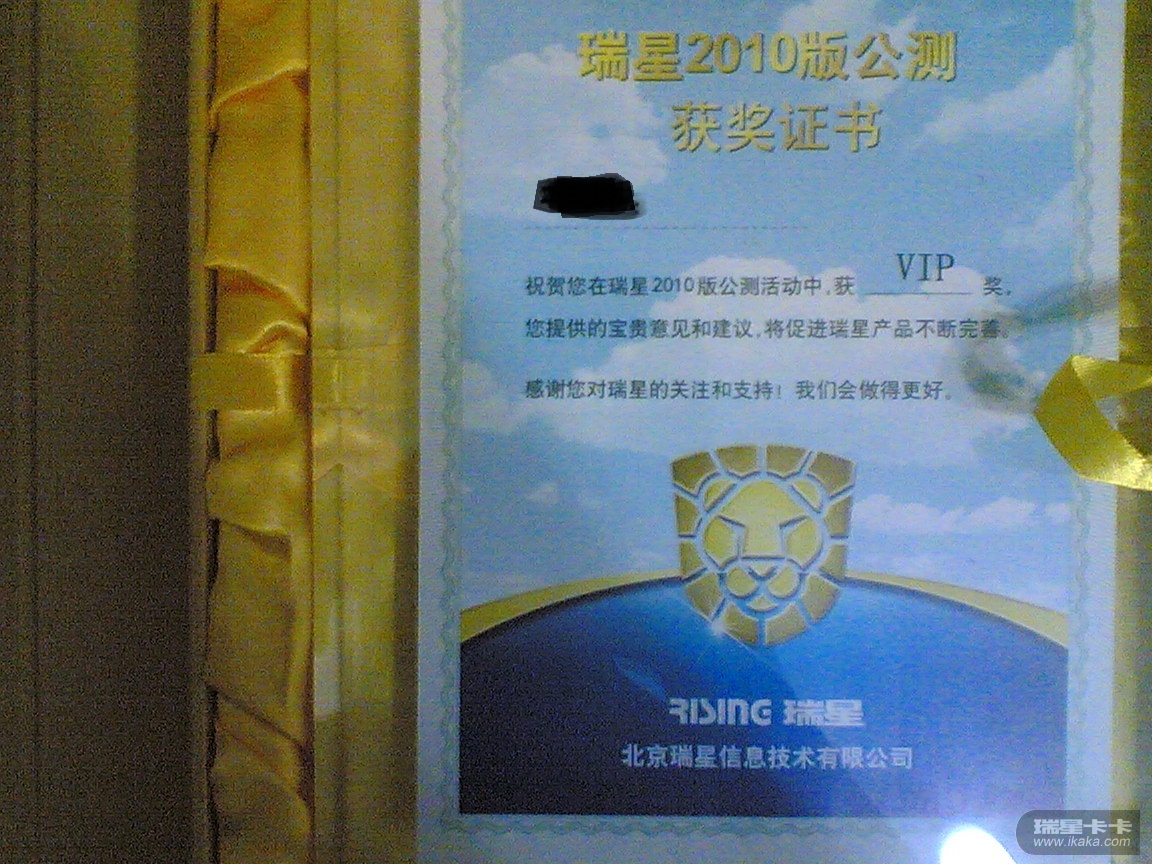 瑞星2010版公测
获奖证书
祝贺您在瑞星2010版公测活动中,获 VIP 奖,
您提供的宝贵意见和建议,将促进瑞星产品不断完善。
感谢您对瑞星的关注和支持!我们会做得更好。
RISING 瑞星
北京瑞星信息技术有限公司
瑞星卡卡
www.ikaka.com